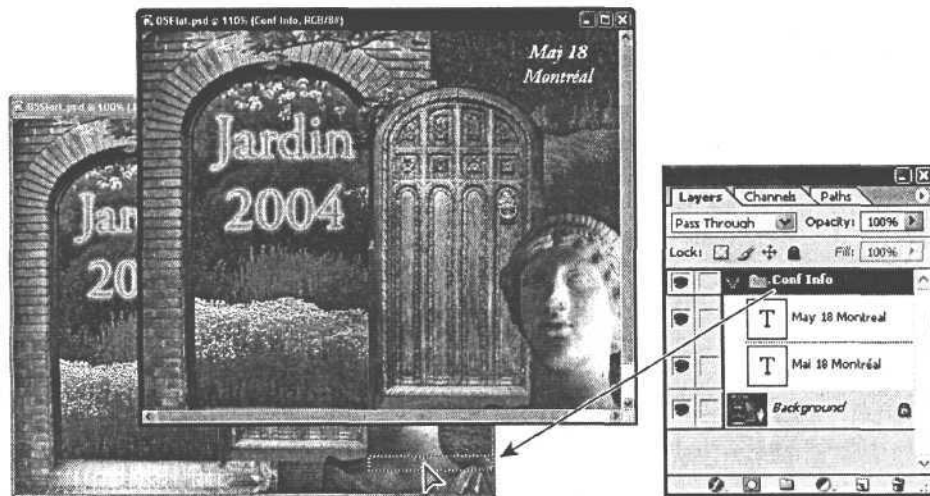 05Flat.psd @ 110% (Conf Info, RGB/8#)
Mai 18
Montréal
Jardin
2004
Jar
20
Layers Channels Paths
Pass Through Opacity: 100%
Lock: Fill: 100%
Conf Info
T May 18 Montreal
T Mai 18 Montréal
Background